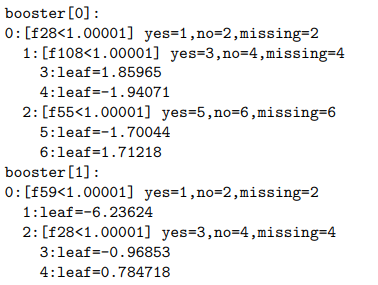 booster[0]:
0:[f28<1.00001] yes=1,no=2,missing=2
1:[f108<1.00001] yes=3,no=4,missing=4
3:leaf=1.85965
4:leaf=-1.94071
2:[f55<1.00001] yes=5,no=6,missing=6
5:leaf=-1.70044
6:leaf=1.71218
booster[1]:
0:[f59<1.00001] yes=1,no=2,missing=2
1:leaf=-6.23624
2:[f28<1.00001] yes=3,no=4,missing=4
3:leaf=-0.96853
4:leaf=0.784718